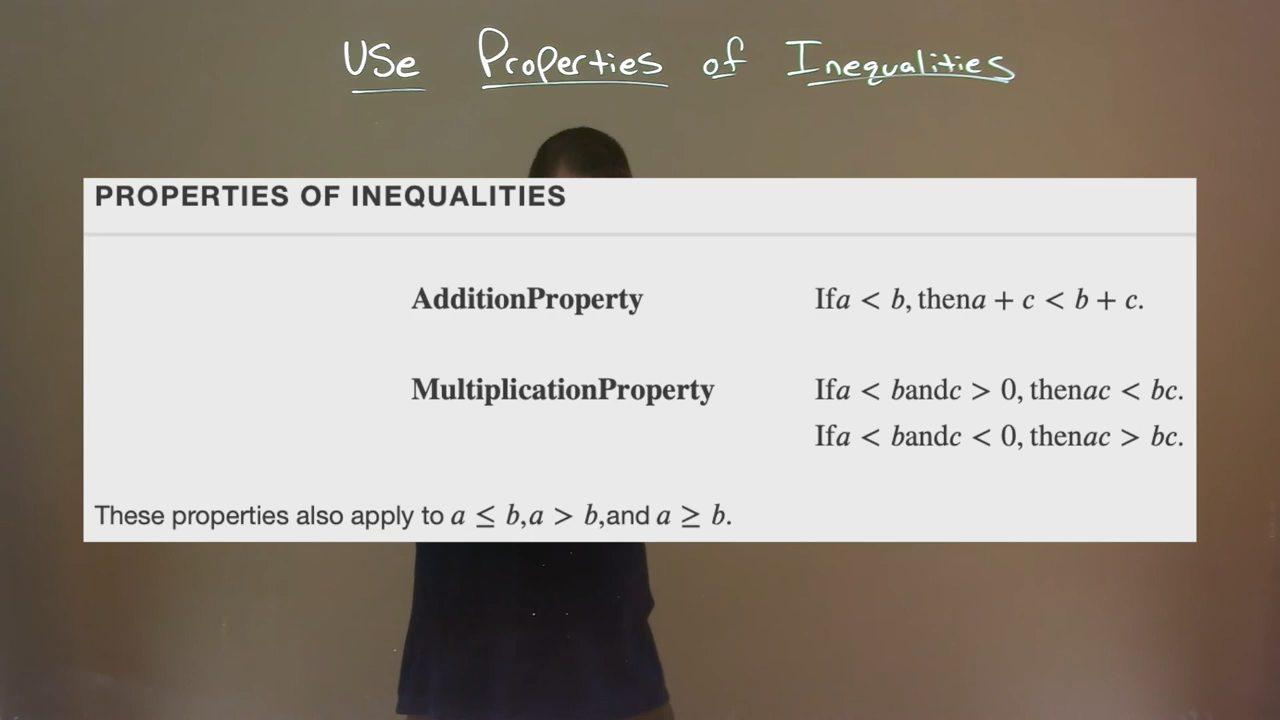 Use Properties of Inequalities
PROPERTIES OF INEQUALITIES
AdditionProperty Ifa < b, thena + c < b + c.
MultiplicationProperty Ifa < bandc > 0, thenac < bc.
Ifa < bandc < 0, thenac > bc.
These properties also apply to a ≤ b,a > b,and a ≥ b.